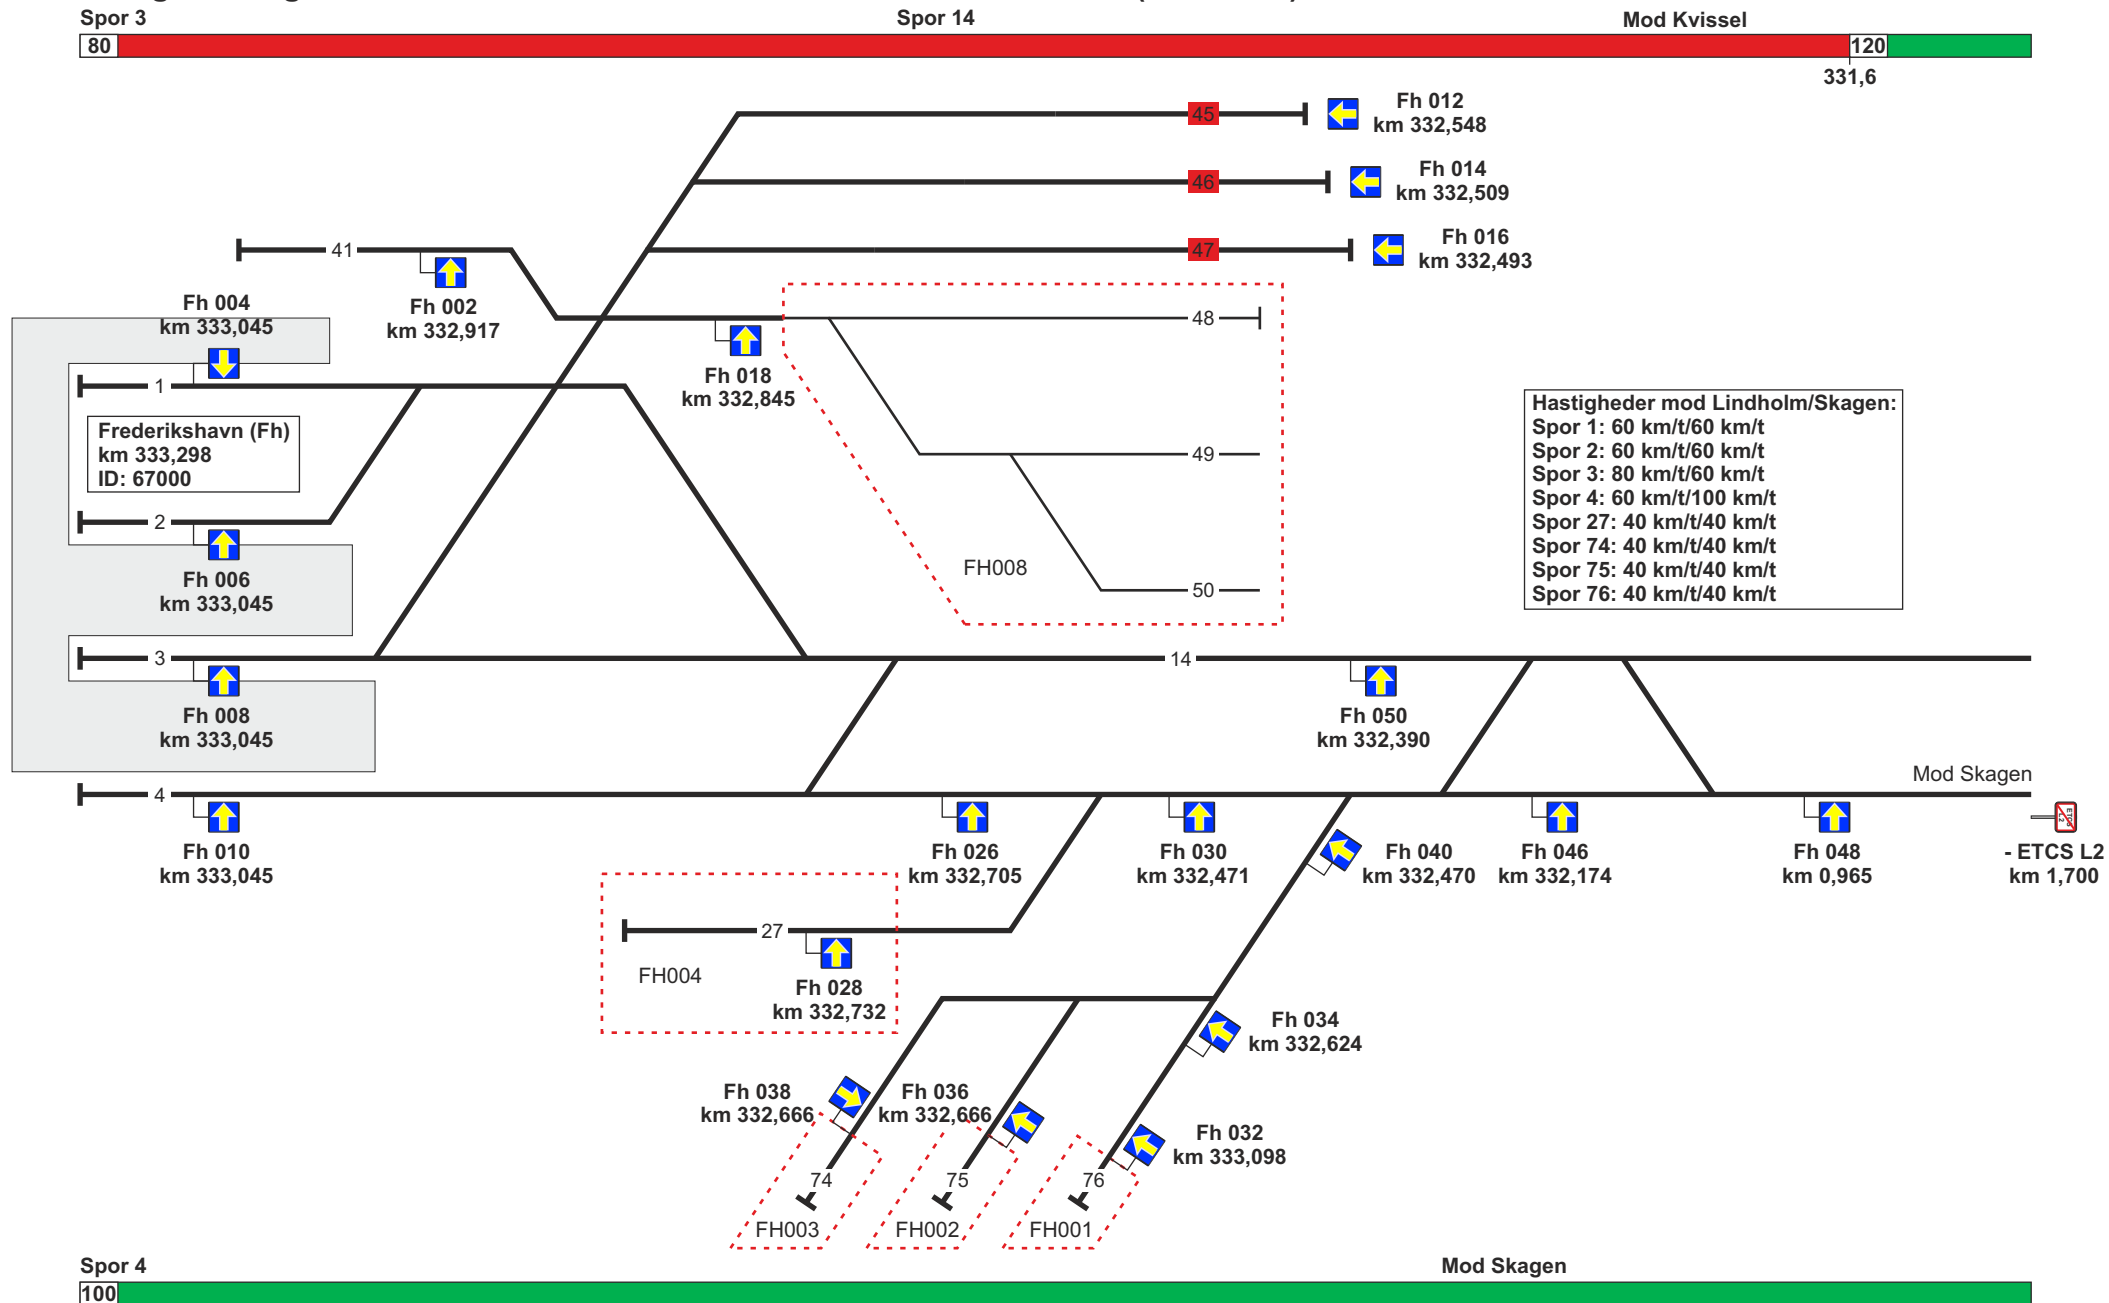 Spor 3
Spor 14
Mod Kvissel
80
120
331,6
45
Fh 012
km 332,548
46
Fh 014
km 332,509
47
Fh 016
km 332,493
41
Fh 002
km 332,917
Fh 004
km 333,045
48
Fh 018
km 332,845
1
Frederikshavn (Fh)
km 333,298
ID: 67000
Hastigheder mod Lindholm/Skagen:
Spor 1: 60 km/t/60 km/t
Spor 2: 60 km/t/60 km/t
Spor 3: 80 km/t/60 km/t
Spor 4: 60 km/t/100 km/t
Spor 27: 40 km/t/40 km/t
Spor 74: 40 km/t/40 km/t
Spor 75: 40 km/t/40 km/t
Spor 76: 40 km/t/40 km/t
49
2
Fh 006
km 333,045
FH008
50
3
14
Fh 008
km 333,045
Fh 050
km 332,390
Mod Skagen
4
Fh 010
km 333,045
Fh 026
km 332,705
Fh 030
km 332,471
Fh 040
km 332,470
Fh 046
km 332,174
Fh 048
km 0,965
ETCS
L2
- ETCS L2
km 1,700
27
FH004
Fh 028
km 332,732
Fh 034
km 332,624
Fh 038
km 332,666
Fh 036
km 332,666
Fh 032
km 333,098
74
75
76
FH003
FH002
FH001
Spor 4
Mod Skagen
100